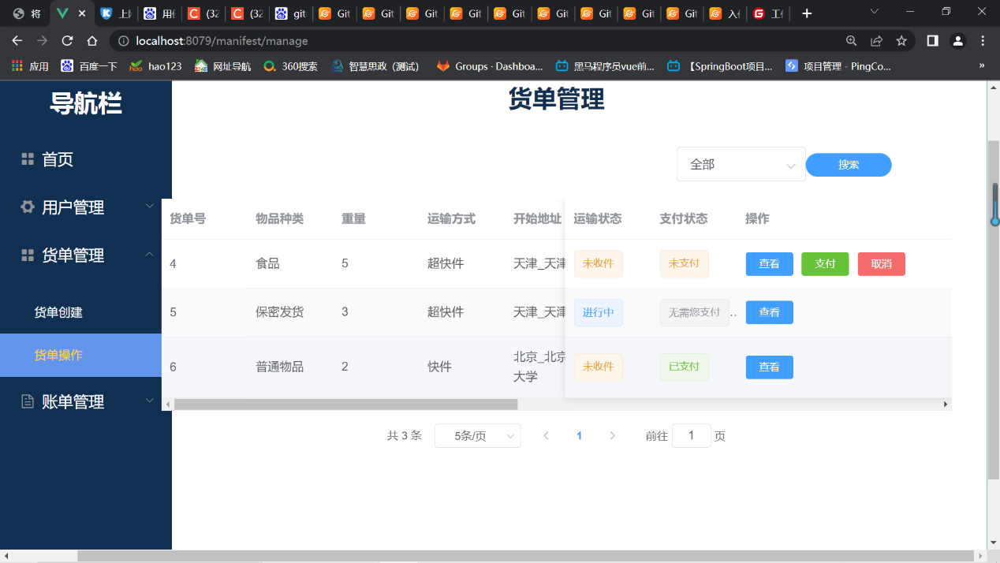 将
上
用
(32
(32
git
Git
Git
Git
Git
Git
Git
Git
Git
Git
入
工
localhost:8079/manifest/manage
应用 百度一下 hao123 网址导航 360搜索 智慧思政（测试） Groups · Dashboa... 黑马程序员vue前... 【SpringBoot项目... 项目管理 - PingCo... »
导航栏
首页
用户管理
货单管理
货单创建
货单操作
账单管理
货单管理
全部 搜索
货单号 物品种类 重量 运输方式 开始地址 运输状态 支付状态 操作
4 食品 5 超快件 天津_天津 未收件 未支付 查看 支付 取消
5 保密发货 3 超快件 天津_天津 进行中 无需您支付 .. 查看
6 普通物品 2 快件 北京_北京 未收件 已支付 查看
大学
共 3 条 5条/页 1 前往 1 页